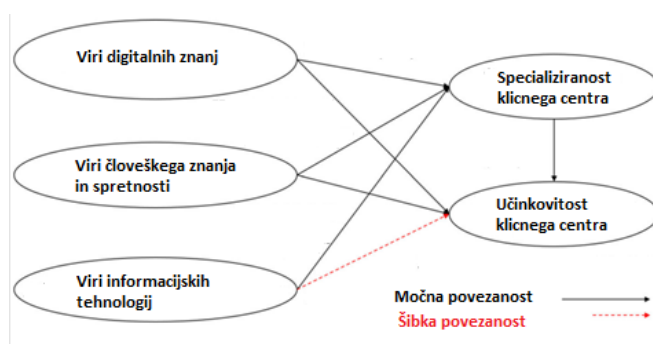 Viri digitalnih znanj
Specializiranost
klicnega centra
Viri človeškega znanja
in spretnosti
Učinkovitost
klicnega centra
Viri informacijskih
tehnologij
Močna povezanost
Šibka povezanost